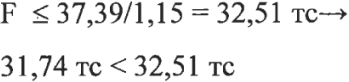 F ≤ 37,39/1,15 = 32,51 тс→
31,74 тс < 32,51 тс